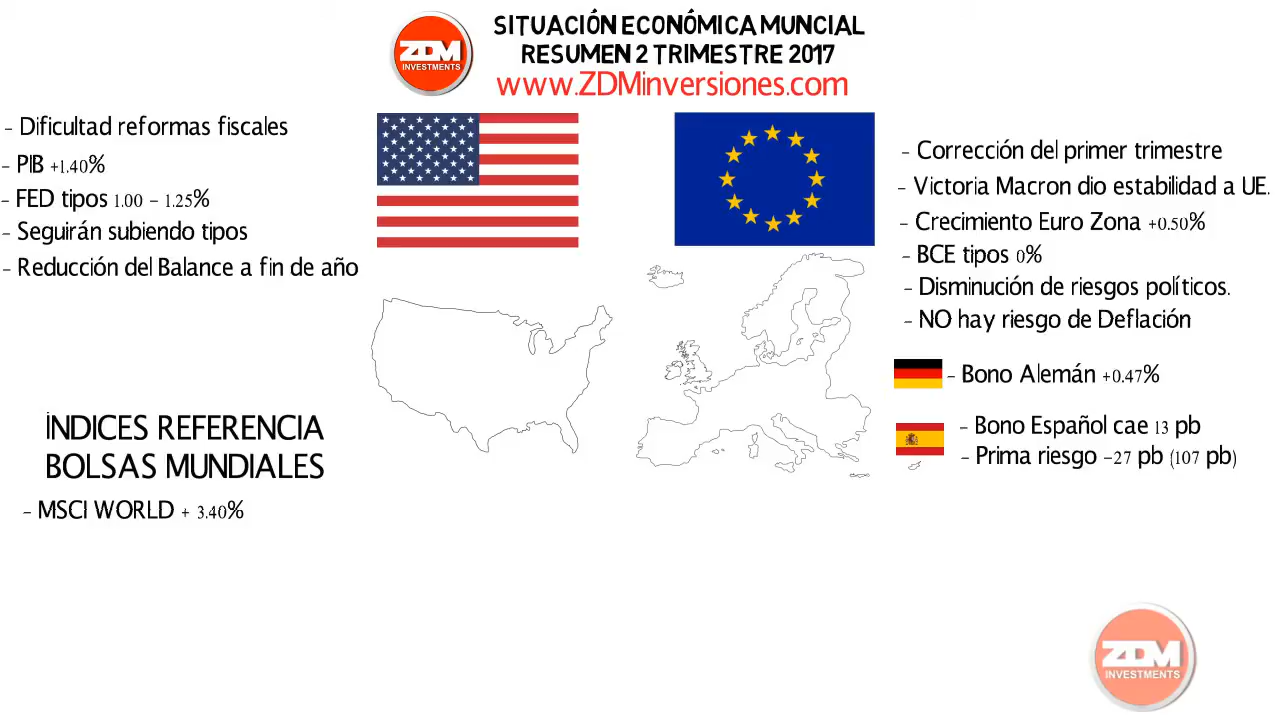 ZDM
INVESTMENTS
SITUACIÓN ECONÓMICA MUNCIAL
RESUMEN 2 TRIMESTRE 2017
www.ZDMinversiones.com
- Dificultad reformas fiscales
- PIB +1.40%
- FED tipos 1.00 - 1.25%
- Seguirán subiendo tipos
- Reducción del Balance a fin de año
- Corrección del primer trimestre
- Victoria Macron dio estabilidad a UE.
- Crecimiento Euro Zona +0.50%
- BCE tipos 0%
- Disminución de riesgos políticos.
- NO hay riesgo de Deflación
- Bono Alemán +0.47%
- Bono Español cae 13 pb
- Prima riesgo -27 pb (107 pb)
ÍNDICES REFERENCIA
BOLSAS MUNDIALES
- MSCI WORLD + 3.40%
ZDM
INVESTMENTS